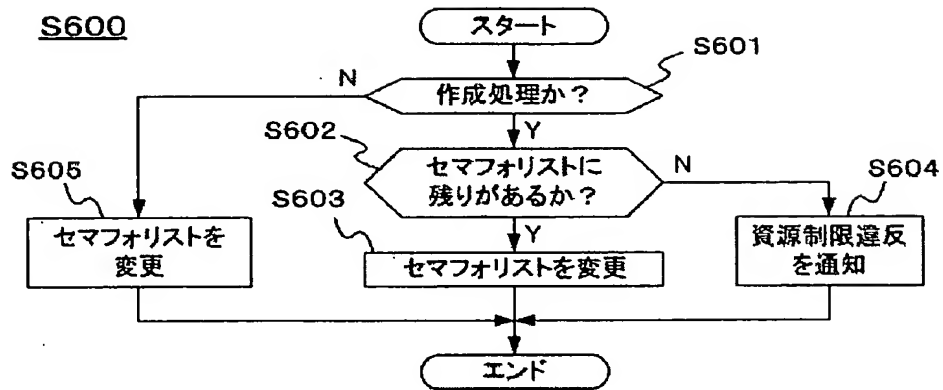 S600
スタート
S601
作成処理か?
N
Y
S602
セマフォリストに
残りがあるか?
N
Y
S605
セマフォリストを
変更
S603
セマフォリストを変更
S604
資源制限違反
を通知
エンド